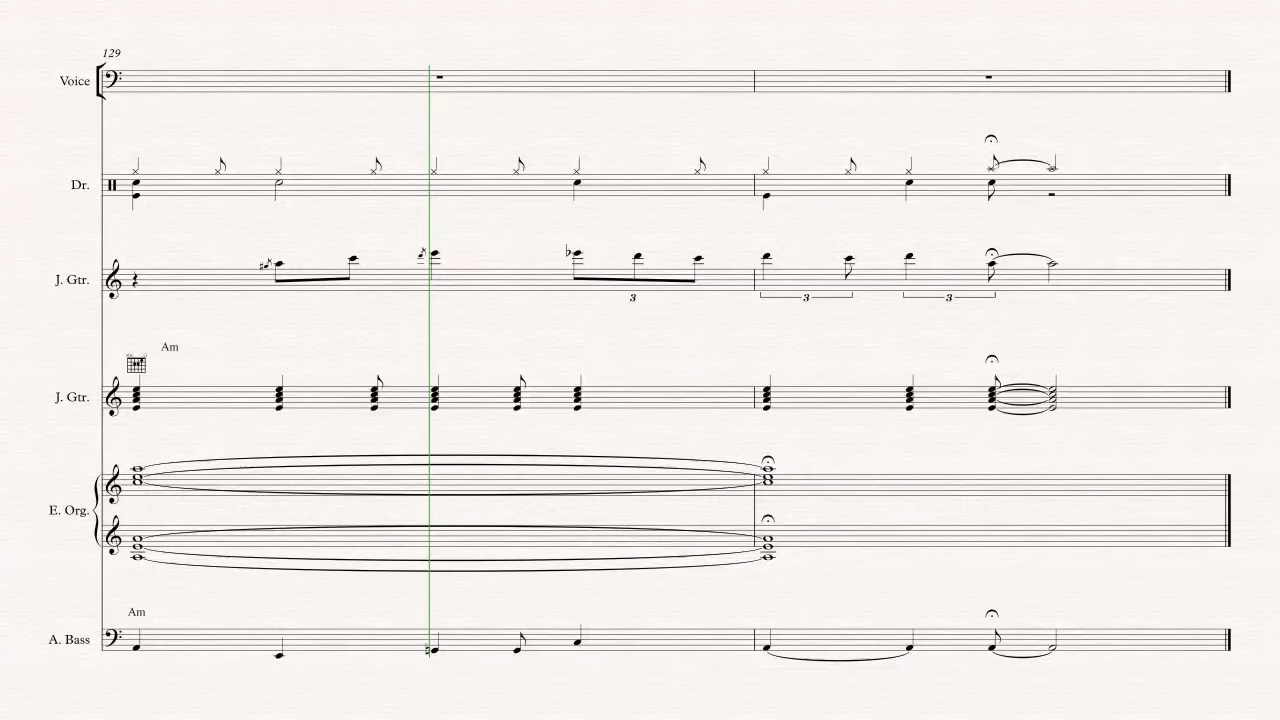 129
Voice
Dr.
J. Gtr.
3
3
3
Am
J. Gtr.
E. Org.
Am
A. Bass